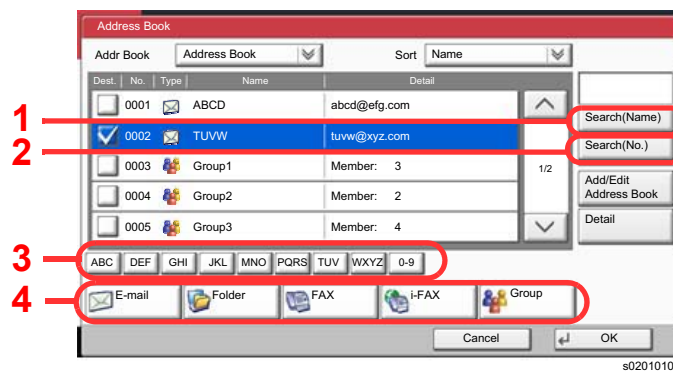 Address Book
Addr Book Address Book Sort Name
Dest. No. Type Name Detail
0001 ABCD abcd@efg.com
1 Search(Name)
0002 TUVW tuvw@xyz.com
2 Search(No.)
0003 Group1 Member: 3 1/2
Add/Edit
Address Book
0004 Group2 Member: 2
Detail
0005 Group3 Member: 4
3 ABC DEF GHI JKL MNO PQRS TUV WXYZ 0-9
4 E-mail Folder FAX i-FAX Group
Cancel OK
s0201010